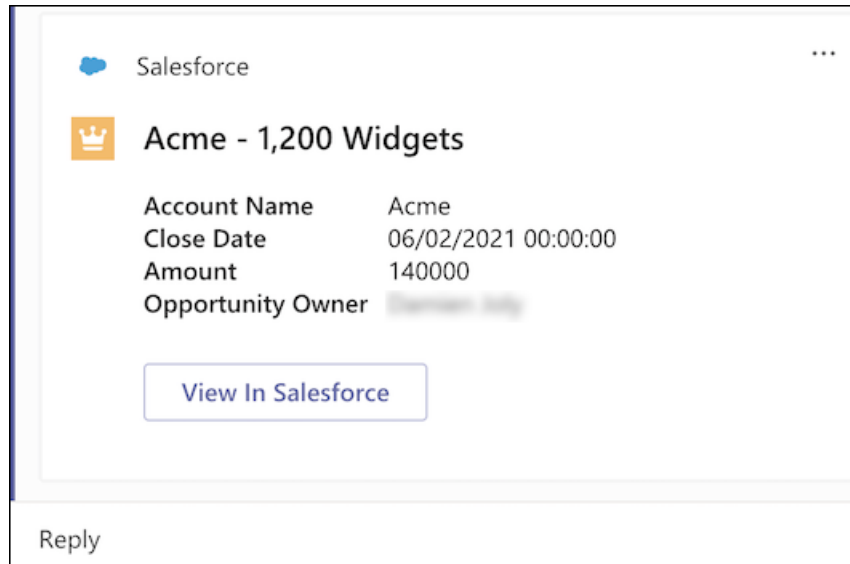 Salesforce
Acme - 1,200 Widgets
Account Name Acme
Close Date 06/02/2021 00:00:00
Amount 140000
Opportunity Owner
View In Salesforce
Reply